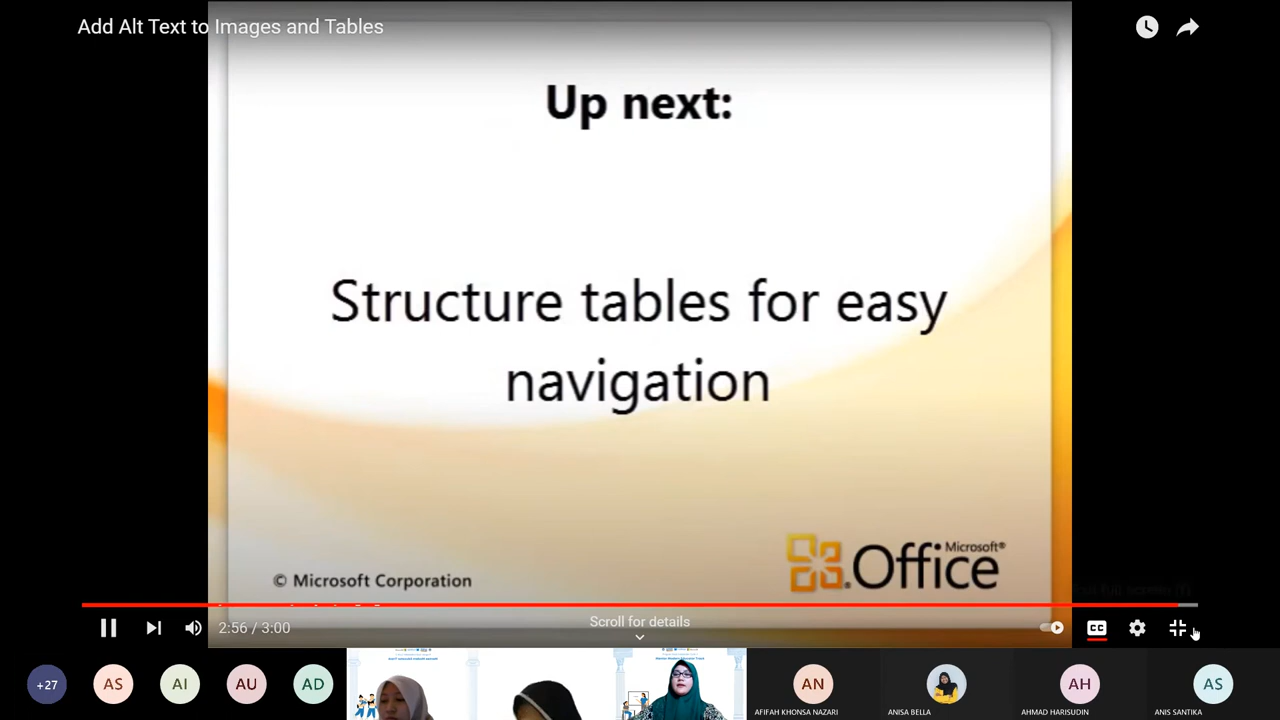 Add Alt Text to Images and Tables
Up next:
Structure tables for easy
navigation
© Microsoft Corporation
Microsoft®
Office
2:56 / 3:00
Scroll for details
CC
+27
AS
AI
AU
AD
AN
AH
AS
AFIFAH KHONSA NAZARI
ANISA BELLA
AHMAD HARISUDIN
ANIS SANTIKA